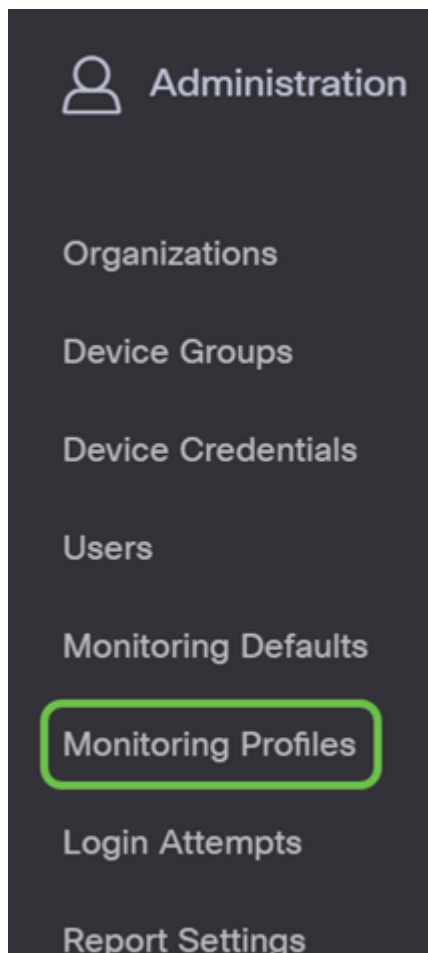 Administration
Organizations
Device Groups
Device Credentials
Users
Monitoring Defaults
Monitoring Profiles
Login Attempts
Report Settings